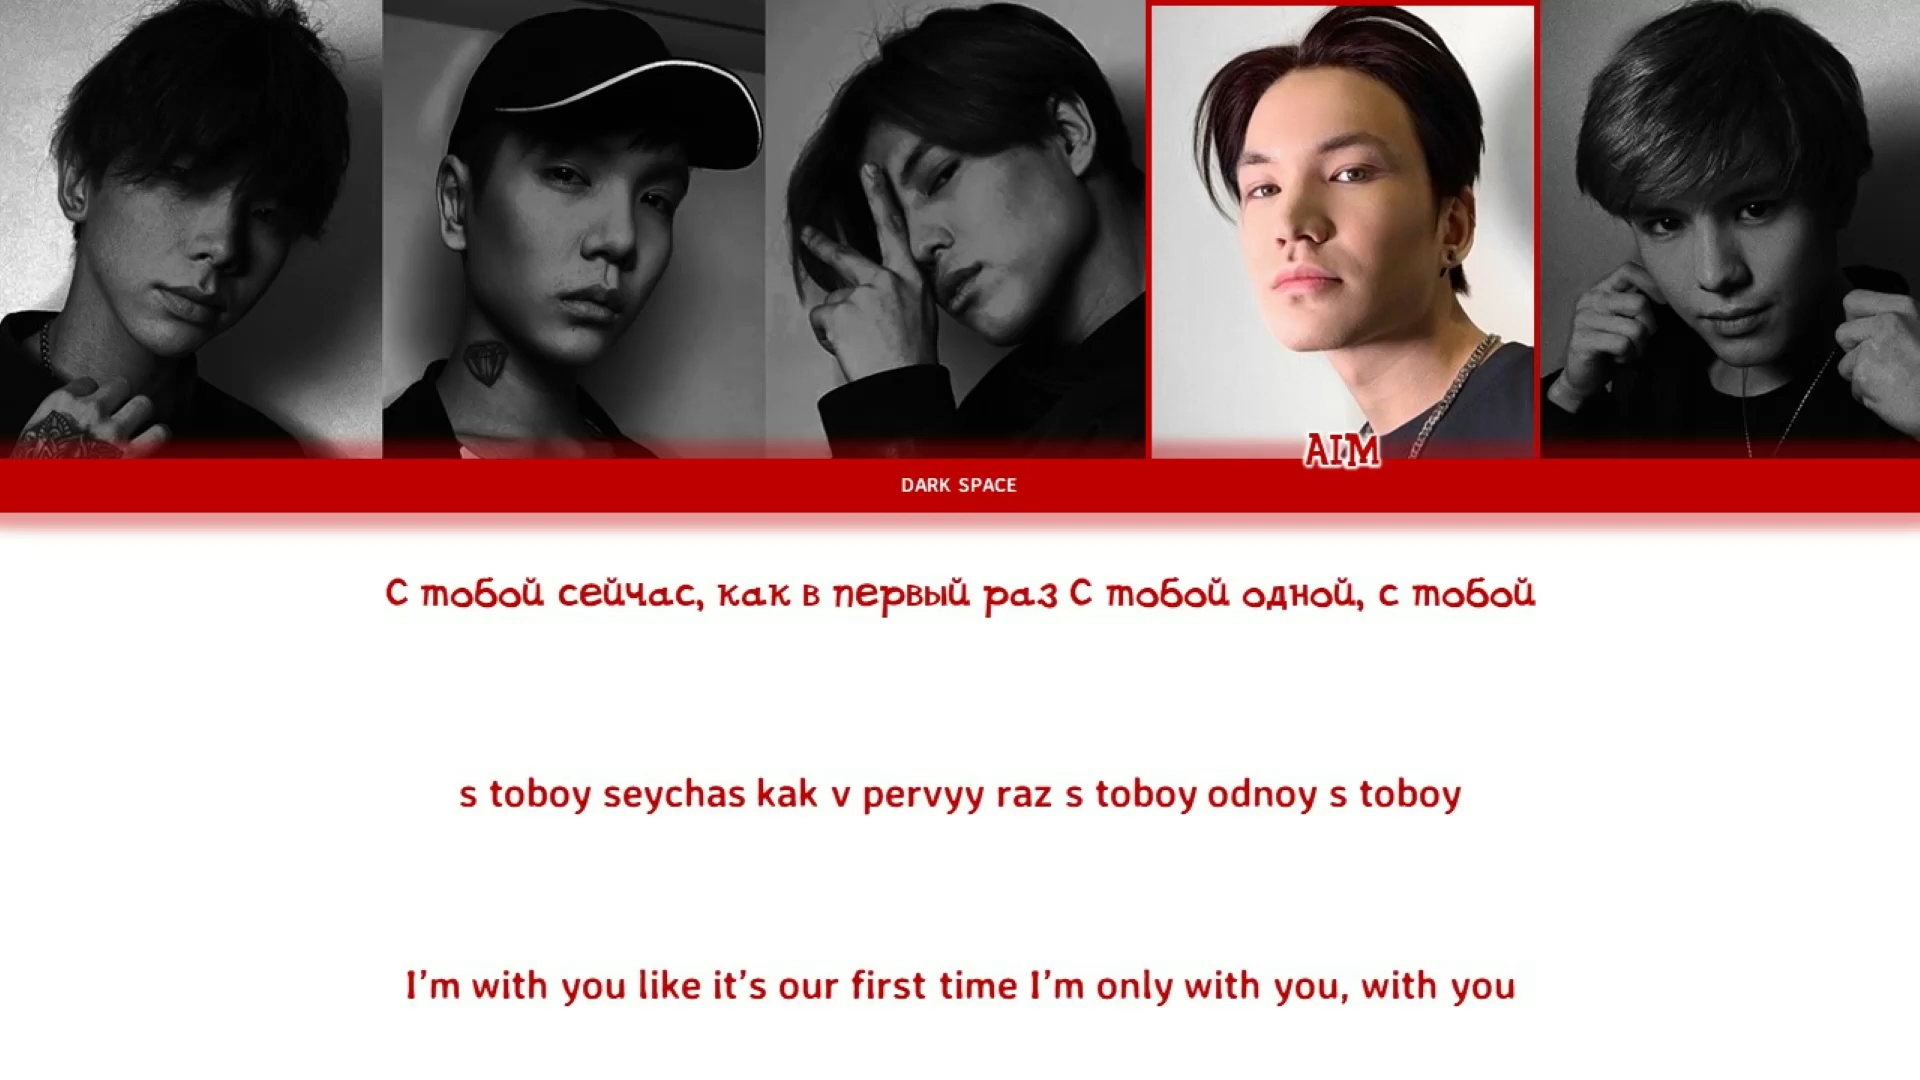 AIM
DARK SPACE
С тобой сейчас, как в первый раз С тобой одной, с тобой
s toboy seychas kak v pervyy raz s toboy odnoy s toboy
I'm with you like it's our first time I'm only with you, with you